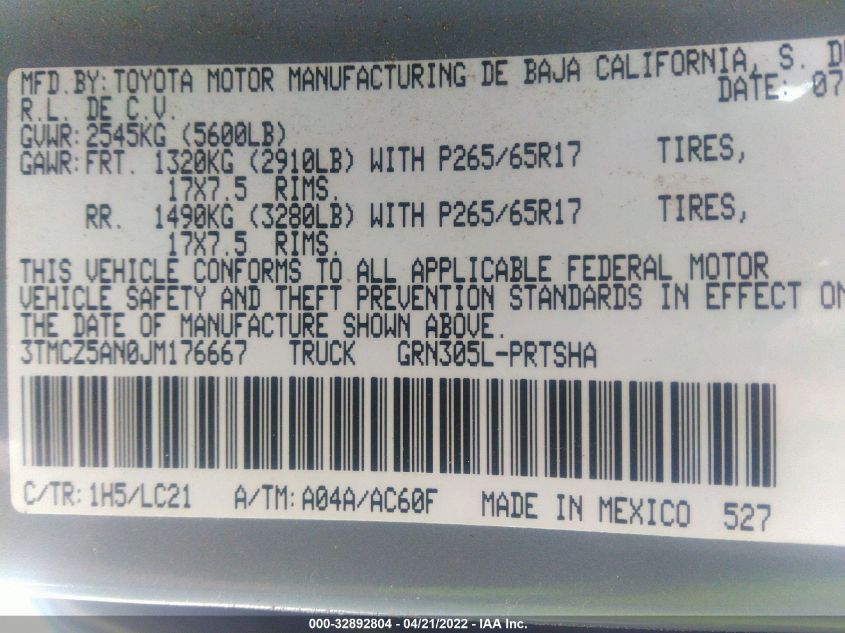 MFD.BY:TOYOTA MOTOR MANUFACTURING DE BAJA CALIFORNIA, S. D
R.L. DE C.V. DATE: 07
GVWR:2545KG (5600LB)
GAWR:FRT. 1320KG (2910LB) WITH P265/65R17 TIRES,
17X7.5 RIMS.
RR. 1490KG (3280LB) WITH P265/65R17 TIRES,
17X7.5 RIMS.
THIS VEHICLE CONFORMS TO ALL APPLICABLE FEDERAL MOTOR
VEHICLE SAFETY AND THEFT PREVENTION STANDARDS IN EFFECT ON
THE DATE OF MANUFACTURE SHOWN ABOVE.
3TMCZ5AN0JM176667 TRUCK GRN305L-PRTSHA
C/TR:1H5/LC21 A/TM:A04A/AC60F MADE IN MEXICO 527
000-32892804 - 04/21/2022 - IAA Inc.